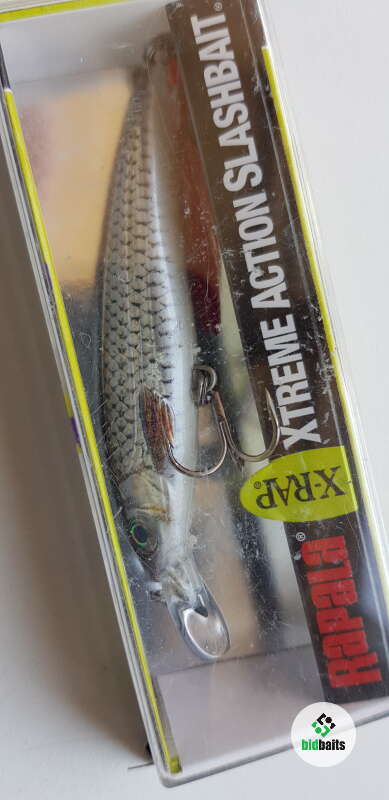 RAPALA®
X-RAP®
XTREME ACTION SLASHBAIT.
bidbaits